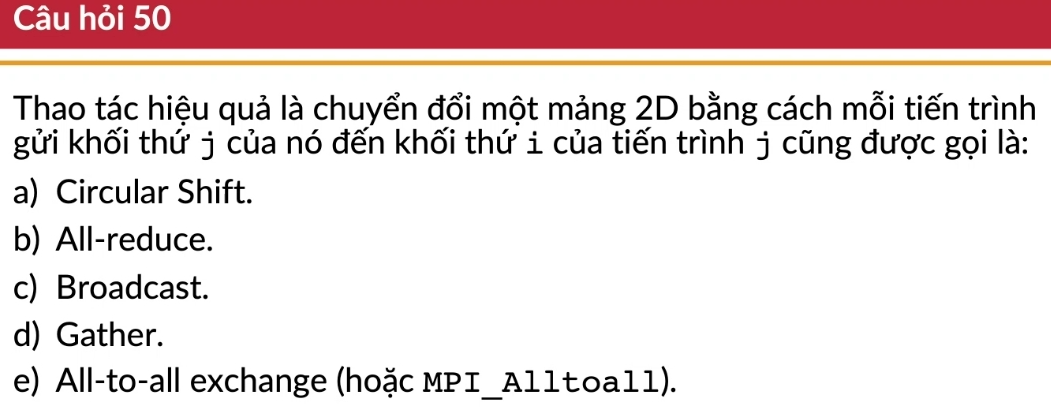 Câu hỏi 50
Thao tác hiệu quả là chuyển đổi một mảng 2D bằng cách mỗi tiến trình
gửi khối thứ j của nó đến khối thứ i của tiến trình j cũng được gọi là:
a) Circular Shift.
b) All-reduce.
c) Broadcast.
d) Gather.
e) All-to-all exchange (hoặc MPI_Alltoall).